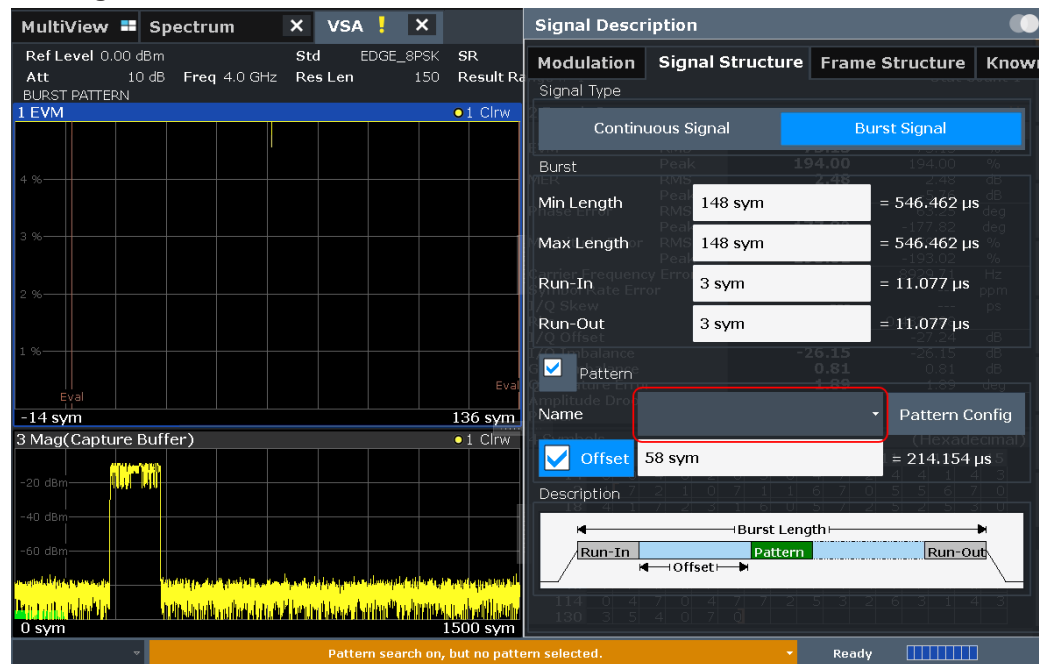 MultiView Spectrum X VSA ! X
Ref Level 0.00 dBm Std EDGE_8PSK SR
Att 10 dB Freq 4.0 GHz Res Len 150 Result Ra
BURST PATTERN
1 EVM 1 Clrw
4 %
3 %
2 %
1 %
Eval
Eval
-14 sym 136 sym
3 Mag(Capture Buffer) 1 Clrw
-20 dBm
-40 dBm
-60 dBm
0 sym 1500 sym
Signal Description
Modulation Signal Structure Frame Structure Known
Signal Type
Continuous Signal Burst Signal
Burst
Min Length 148 sym = 546.462 µs
Max Length 148 sym = 546.462 µs
Run-In 3 sym = 11.077 µs
Run-Out 3 sym = 11.077 µs
Pattern
Name Pattern Config
Offset 58 sym = 214.154 µs
Description
Burst Length
Run-In Pattern Run-Out
Offset
Pattern search on, but no pattern selected. Ready